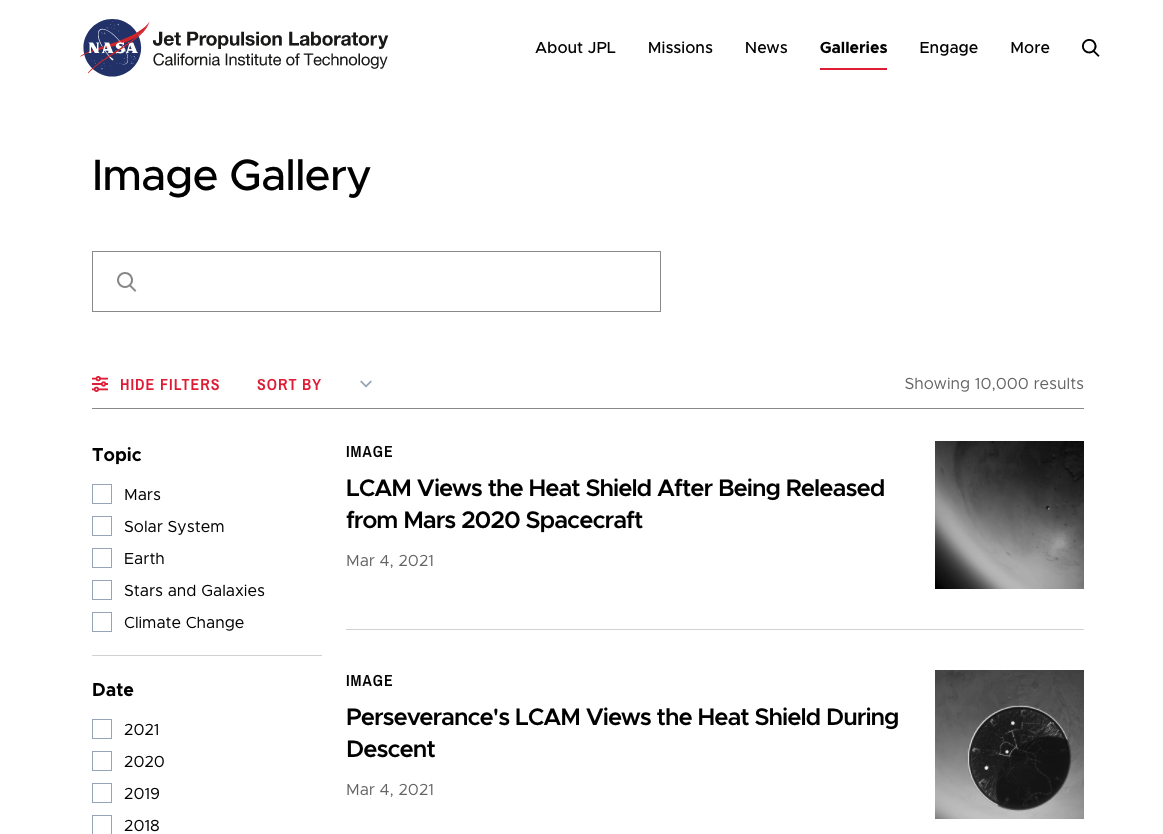 NASA
Jet Propulsion Laboratory
California Institute of Technology
About JPL
Missions
News
Galleries
Engage
More
Image Gallery
HIDE FILTERS
SORT BY
Showing 10,000 results
Topic
Mars
Solar System
Earth
Stars and Galaxies
Climate Change
Date
2021
2020
2019
2018
IMAGE
LCAM Views the Heat Shield After Being Released
from Mars 2020 Spacecraft
Mar 4, 2021
IMAGE
Perseverance's LCAM Views the Heat Shield During
Descent
Mar 4, 2021